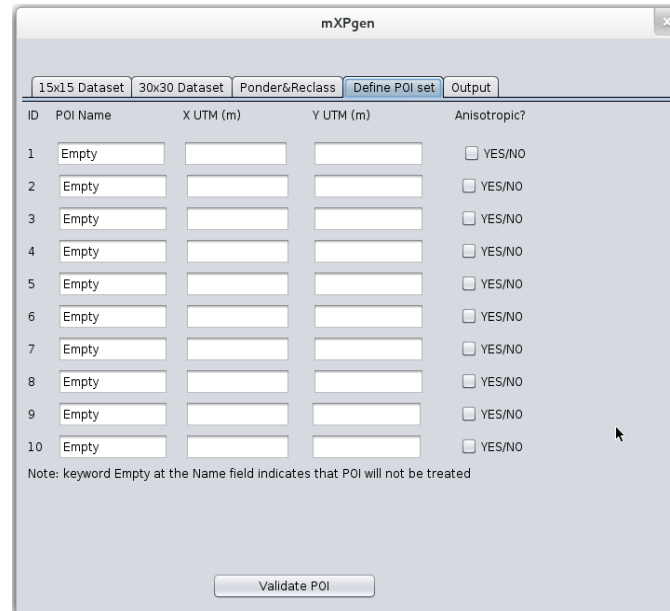 mXPgen
15x15 Dataset 30x30 Dataset Ponder&Reclass Define POI set Output
ID POI Name X UTM (m) Y UTM (m) Anisotropic?
1 Empty YES/NO
2 Empty YES/NO
3 Empty YES/NO
4 Empty YES/NO
5 Empty YES/NO
6 Empty YES/NO
7 Empty YES/NO
8 Empty YES/NO
9 Empty YES/NO
10 Empty YES/NO
Note: keyword Empty at the Name field indicates that POI will not be treated
Validate POI